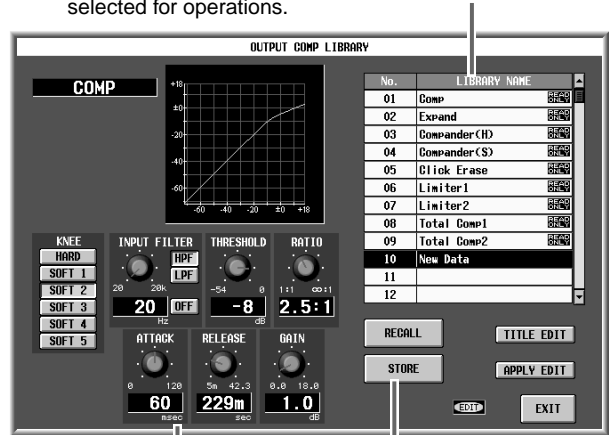 selected for operations.
OUTPUT COMP LIBRARY
COMP
+18
±0
-20
-40
-60
-60 -40 -20 ±0 +18
No. LIBRARY NAME
01 Comp READ ONLY
02 Expand READ ONLY
03 Compander(H) READ ONLY
04 Compander(S) READ ONLY
05 Click Erase READ ONLY
06 Limiter1 READ ONLY
07 Limiter2 READ ONLY
08 Total Comp1 READ ONLY
09 Total Comp2 READ ONLY
10 New Data
11
12
KNEE
HARD
SOFT 1
SOFT 2
SOFT 3
SOFT 4
SOFT 5
INPUT FILTER
HPF
LPF
20 20k
20 OFF
Hz
THRESHOLD
-54 0
-8
dB
RATIO
1:1 ∞:1
2.5:1
ATTACK
0 120
60
msec
RELEASE
5m 42.3
229m
sec
GAIN
0.0 18.0
1.0
dB
RECALL
TITLE EDIT
STORE
APPLY EDIT
EDIT
EXIT